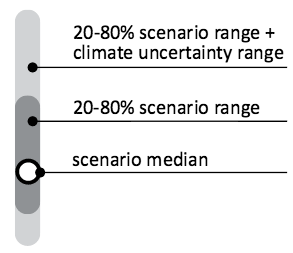 20-80% scenario range +
climate uncertainty range
20-80% scenario range
scenario median